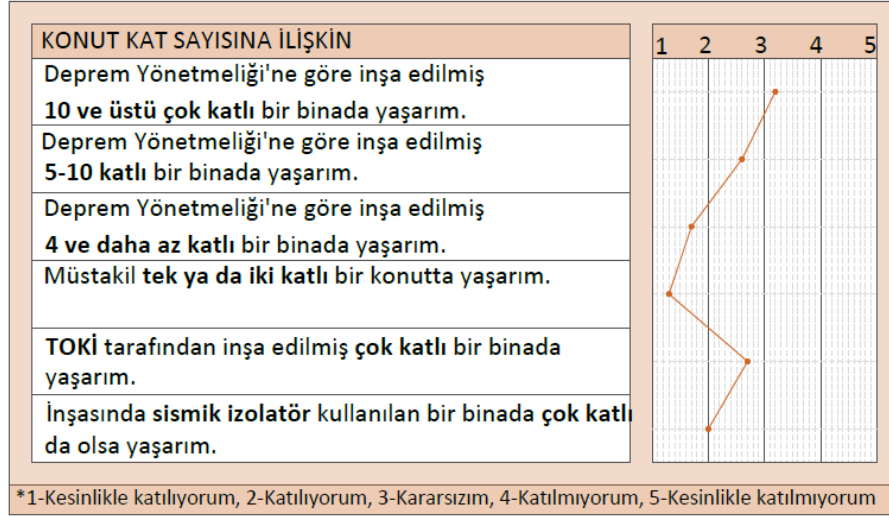 KONUT KAT SAYISINA İLİŞKİN
1 2 3 4 5
Deprem Yönetmeliği'ne göre inşa edilmiş
10 ve üstü çok katlı bir binada yaşarım.
Deprem Yönetmeliği'ne göre inşa edilmiş
5-10 katlı bir binada yaşarım.
Deprem Yönetmeliği'ne göre inşa edilmiş
4 ve daha az katlı bir binada yaşarım.
Müstakil tek ya da iki katlı bir konutta yaşarım.
TOKİ tarafından inşa edilmiş çok katlı bir binada
yaşarım.
İnşasında sismik izolatör kullanılan bir binada çok katlı
da olsa yaşarım.
*1-Kesinlikle katılıyorum, 2-Katılıyorum, 3-Kararsızım, 4-Katılmıyorum, 5-Kesinlikle katılmıyorum